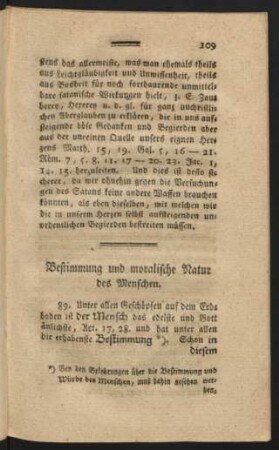 109
stens das allermeiste, was man ehemals theils
aus Leichtgläubigkeit und Unwissenheit, theils
aus Bosheit für noch fortdaurende unmittel-
bare satanische Wirkungen hielt, z. E. Zau-
berey, Hexerey u. d. gl. für ganz unchristli-
chen Aberglauben zu erklären, die in uns auf-
steigende böse Gedanken und Begierden aber
aus der unreinen Quelle unsers eignen Her-
zens Matth. 15, 19. Gal. 5, 16 — 21.
Röm. 7, 5. 8. 11. 17 — 20. 23. Jac. 1,
14. 15. herzuleiten. Und dies ist desto si-
cherer, da wir ohnehin gegen die Versuchun-
gen des Satans keine andere Waffen brauchen
könnten, als eben dieselben, mit welchen wir
die in unserm Herzen selbst aufsteigenden un-
ordentlichen Begierden bestreiten müssen.
Bestimmung und moralische Natur
des Menschen.
89. Unter allen Geschöpfen auf dem Erd-
boden ist der Mensch das edelste und Gott
änlichste, Act. 17, 28. und hat unter allen
die erhabenste Bestimmung *). Schon in
diesem
*) Bey den Belehrungen über die Bestimmung und
Würde des Menschen, mus dahin gesehen wer-
den,